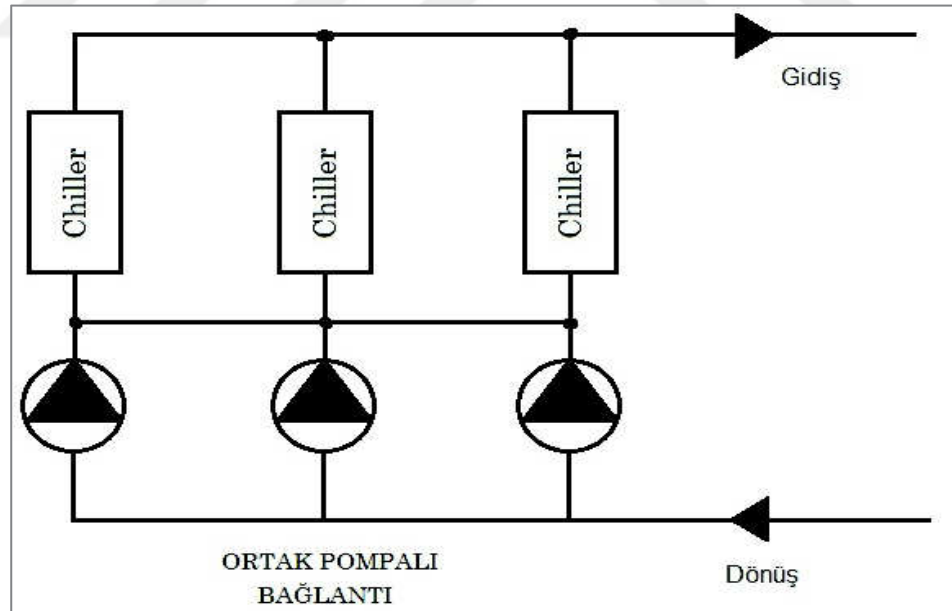 Gidiş
Chiller
Chiller
Chiller
Dönüş
ORTAK POMPALI
BAĞLANTI